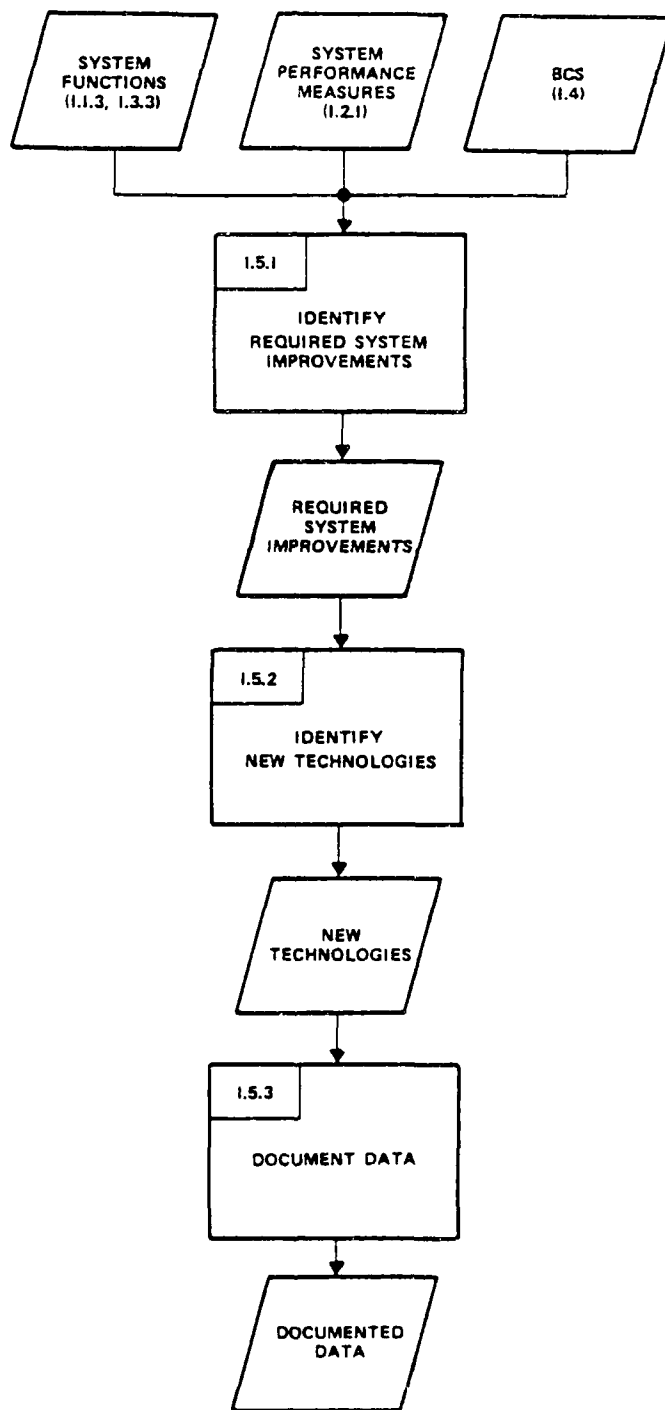 SYSTEM
FUNCTIONS
(1.1.3, 1.3.3)
SYSTEM
PERFORMANCE
MEASURES
(1.2.1)
BCS
(1.4)
1.5.1
IDENTIFY
REQUIRED SYSTEM
IMPROVEMENTS
REQUIRED
SYSTEM
IMPROVEMENTS
1.5.2
IDENTIFY
NEW TECHNOLOGIES
NEW
TECHNOLOGIES
1.5.3
DOCUMENT DATA
DOCUMENTED
DATA